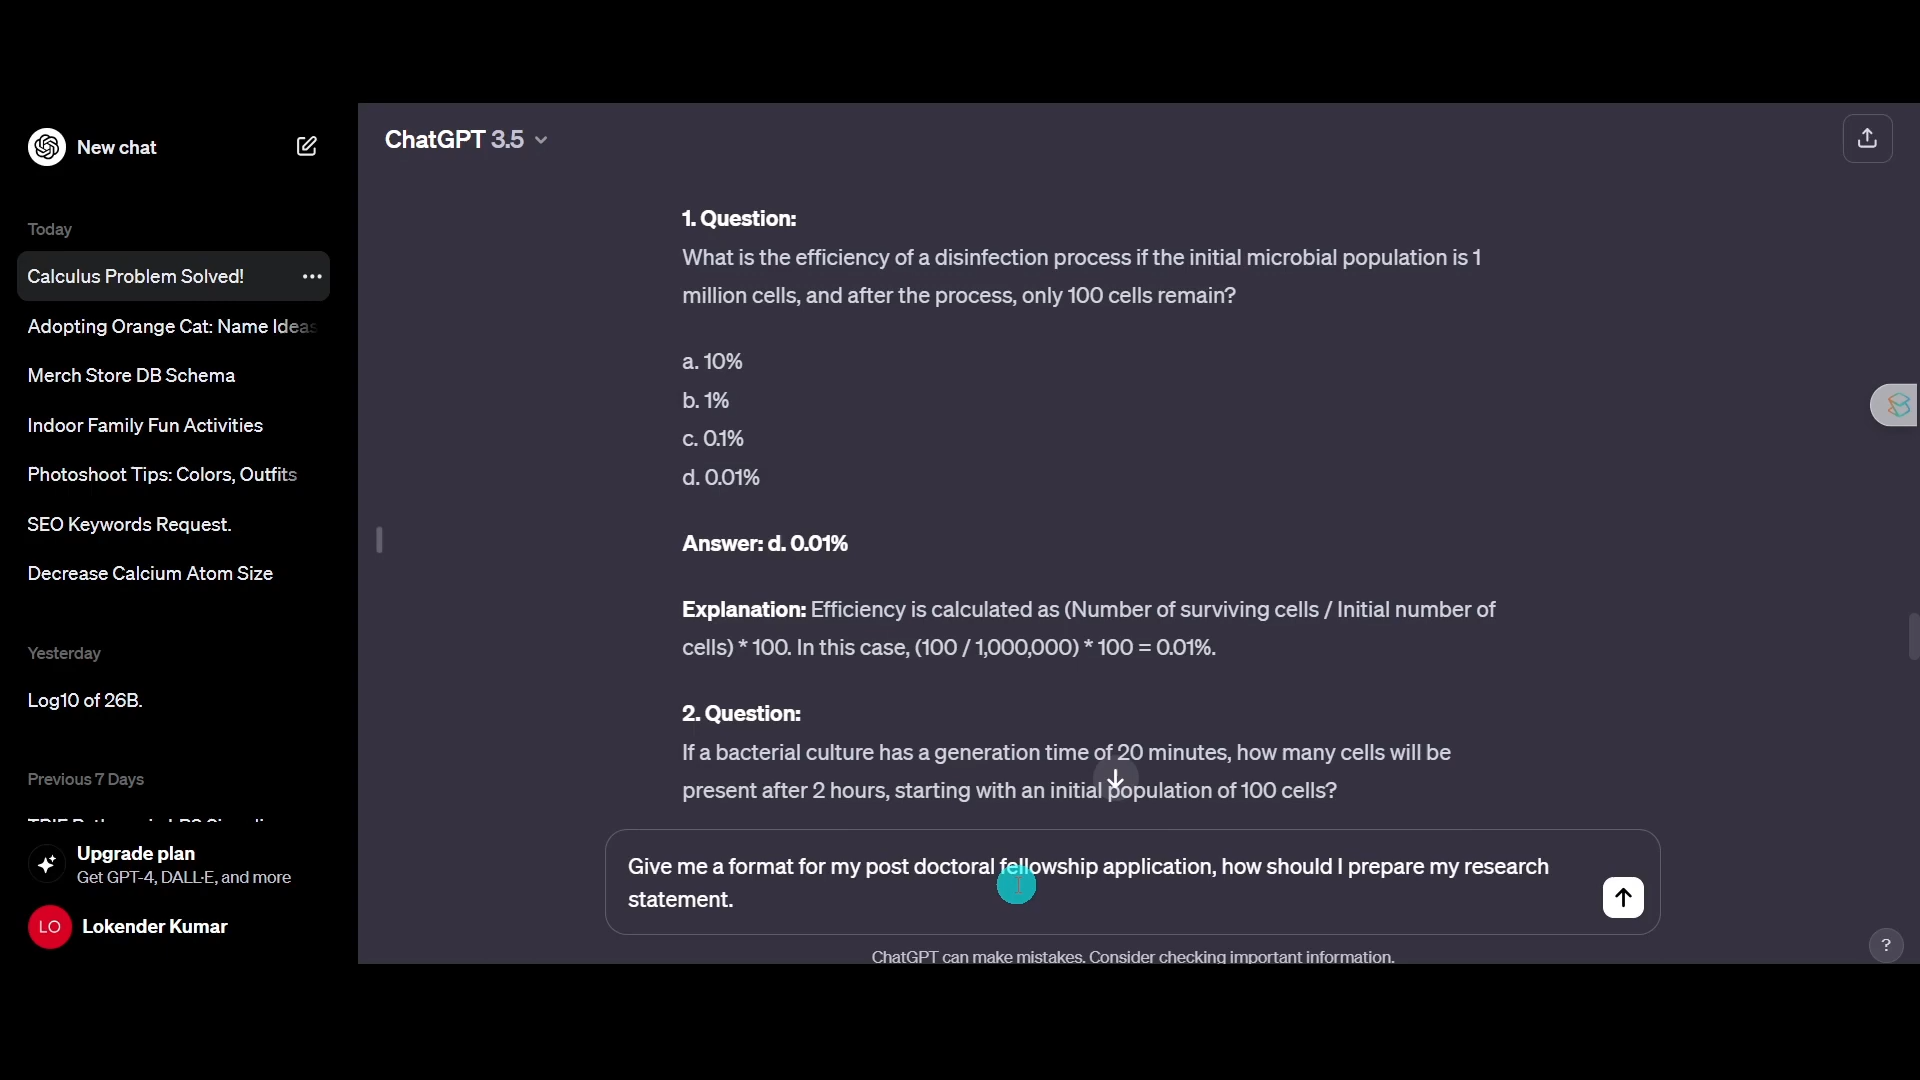 New chat
Today
Calculus Problem Solved!
Adopting Orange Cat: Name Ideas
Merch Store DB Schema
Indoor Family Fun Activities
Photoshoot Tips: Colors, Outfits
SEO Keywords Request.
Decrease Calcium Atom Size
Yesterday
Log10 of 26B.
Previous 7 Days
Upgrade plan
Get GPT-4, DALL·E, and more
LO
Lokender Kumar
ChatGPT 3.5
1. Question:
What is the efficiency of a disinfection process if the initial microbial population is 1
million cells, and after the process, only 100 cells remain?
a. 10%
b. 1%
c. 0.1%
d. 0.01%
Answer: d. 0.01%
Explanation: Efficiency is calculated as (Number of surviving cells / Initial number of
cells) * 100. In this case, (100 / 1,000,000) * 100 = 0.01%.
2. Question:
If a bacterial culture has a generation time of 20 minutes, how many cells will be
present after 2 hours, starting with an initial population of 100 cells?
Give me a format for my post doctoral fellowship application, how should I prepare my research
statement.
ChatGPT can make mistakes. Consider checking important information.
?